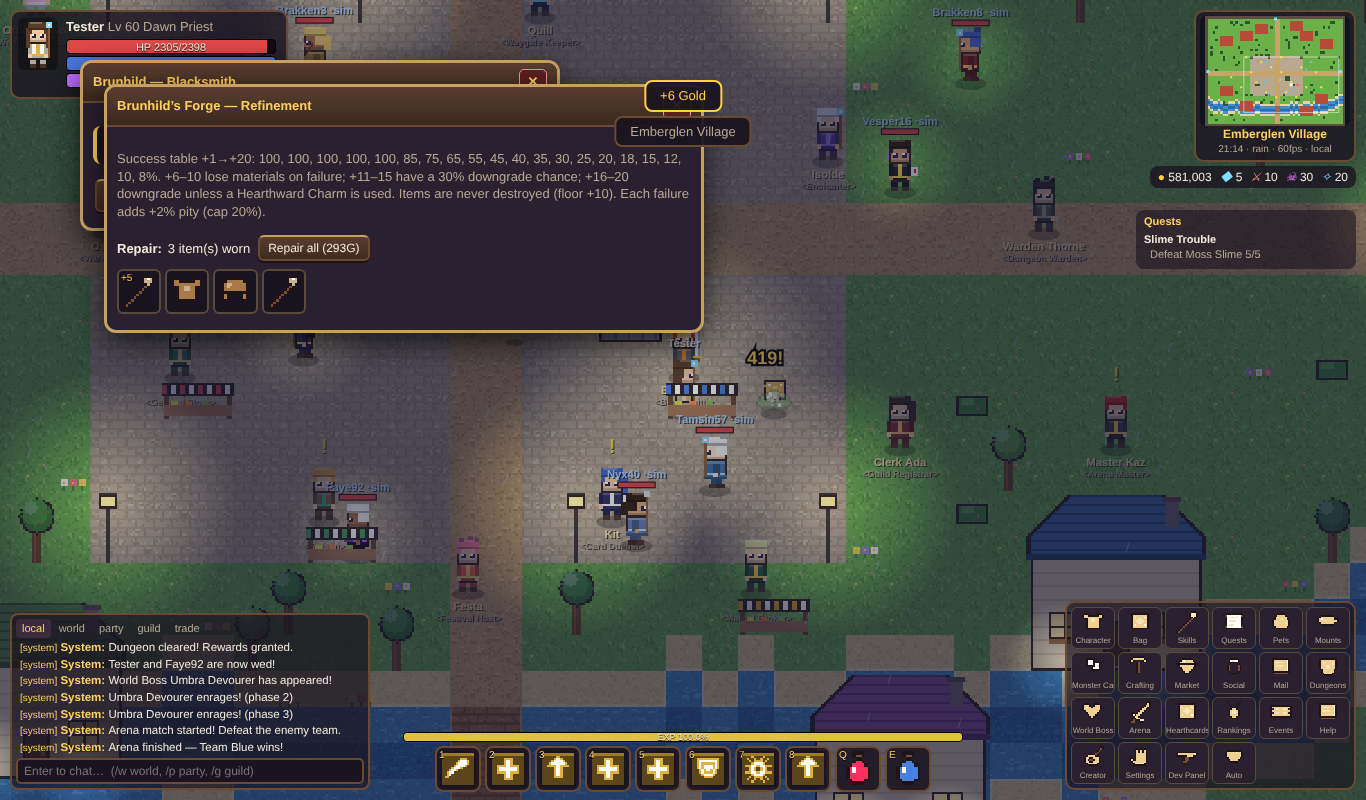 Tester Lv 60 Dawn Priest
HP 2305/2398
Brakken3 ·sim
Quill
<Waygate Keeper>
Brakken8 ·sim
Emberglen Village
21:14 · rain · 60fps · local
581,003 5 10 30 20
Quests
Slime Trouble
Defeat Moss Slime 5/5
Brunhild — Blacksmith
×
Brunhild's Forge — Refinement
+6 Gold
Emberglen Village
Success table +1→+20: 100, 100, 100, 100, 100, 85, 75, 65, 55, 45, 40, 35, 30, 25, 20, 18, 15, 12,
10, 8%. +6–10 lose materials on failure; +11–15 have a 30% downgrade chance; +16–20
downgrade unless a Hearthward Charm is used. Items are never destroyed (floor +10). Each failure
adds +2% pity (cap 20%).
Repair: 3 item(s) worn
Repair all (293G)
+5
Vesper16 ·sim
Isolde
<Enchanter>
Warden Thorne
<Dungeon Warden>
Tester
419!
Tamsin57 ·sim
!
Clerk Ada
<Guild Registrar>
Master Kaz
<Arena Master>
!
!
Faye92 ·sim
Nyx40 ·sim
Kit
<Card Duelist>
Festa
<Festival Host>
local
world
party
guild
trade
[system] System: Dungeon cleared! Rewards granted.
[system] System: Tester and Faye92 are now wed!
[system] System: World Boss Umbra Devourer has appeared!
[system] System: Umbra Devourer enrages! (phase 2)
[system] System: Umbra Devourer enrages! (phase 3)
[system] System: Arena match started! Defeat the enemy team.
[system] System: Arena finished — Team Blue wins!
Enter to chat… (/w world, /p party, /g guild)
EXP 100.0%
1 2 3 4 5 6 7 8 Q E
Character Bag Skills Quests Pets Mounts
Monster Ca Crafting Market Social Mail Dungeons
World Boss Arena Hearthcards Rankings Events Help
Creator Settings Dev Panel Auto